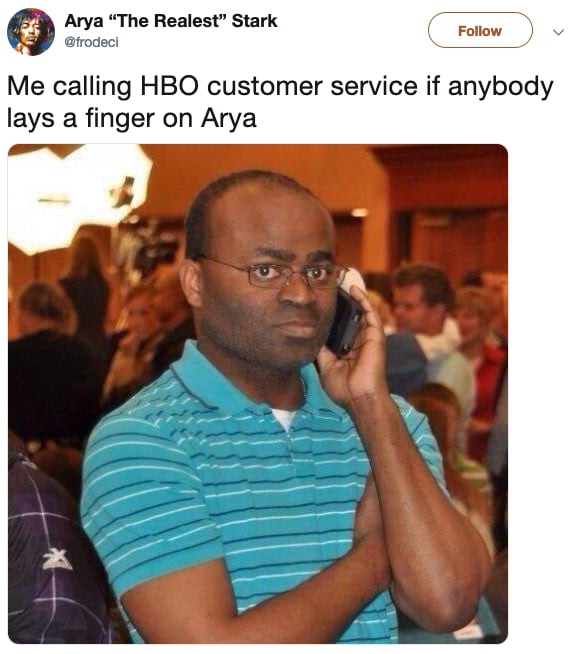 Arya “The Realest” Stark
@frodeci
Follow
Me calling HBO customer service if anybody
lays a finger on Arya